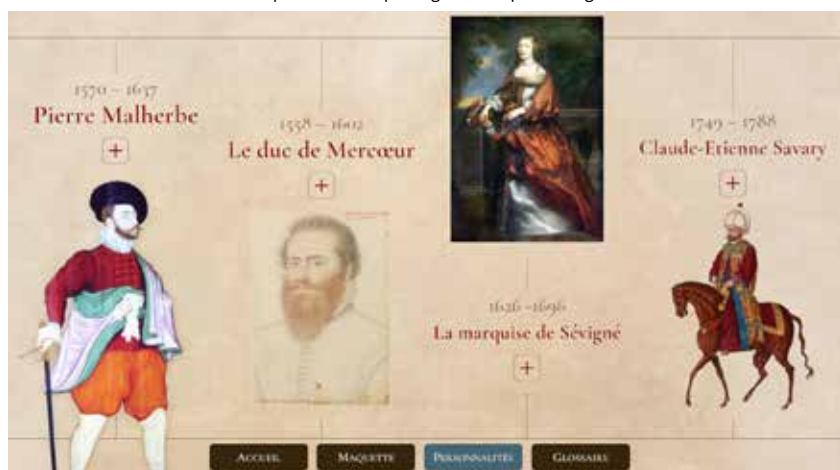 1570 – 1637
Pierre Malherbe
+
1558 – 1602
Le duc de Mercœur
+
1626 -1696
La marquise de Sévigné
+
1749 – 1788
Claude-Etienne Savary
+
Accueil
Maquette
Personnalités
Glossaire